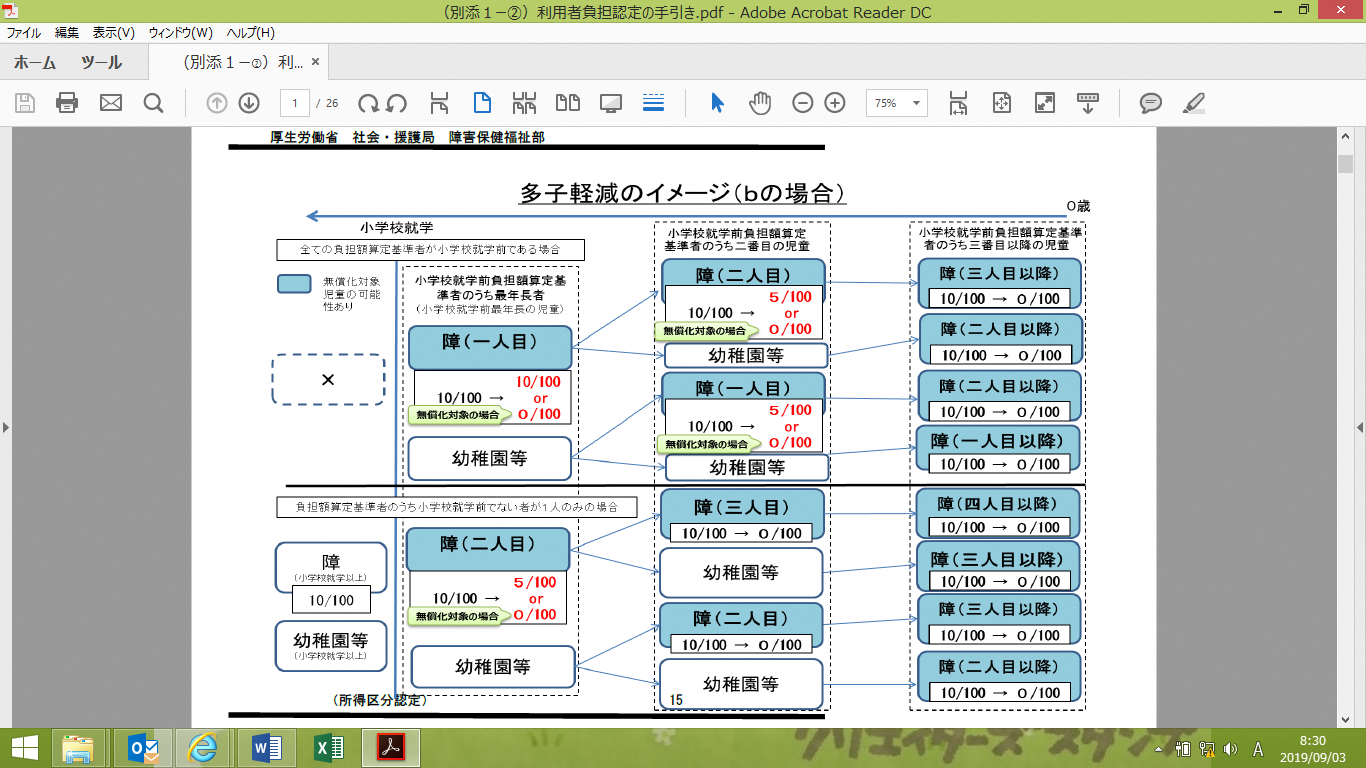 （別添１－②）利用者負担認定の手引き.pdf - Adobe Acrobat Reader DC
ファイル 編集 表示(V) ウィンドウ(W) ヘルプ(H)
ホーム ツール （別添１－②）利... ×
1 / 26 75%
厚生労働省 社会・援護局 障害保健福祉部
多子軽減のイメージ（ｂの場合）
０歳
小学校就学
全ての負担額算定基準者が小学校就学前である場合
無償化対象
児童の可能
性あり
×
小学校就学前負担額算定基
準者のうち最年長者
（小学校就学前最年長の児童）
障（一人目）
10/100 →
10/100
or
０/100
無償化対象の場合
幼稚園等
小学校就学前負担額算定
基準者のうち二番目の児童
障（二人目）
10/100 →
５/100
or
０/100
無償化対象の場合
幼稚園等
障（一人目）
10/100 →
５/100
or
０/100
無償化対象の場合
幼稚園等
小学校就学前負担額算定基準
者のうち三番目以降の児童
障（三人目以降）
10/100 → ０/100
障（二人目以降）
10/100 → ０/100
障（二人目以降）
10/100 → ０/100
障（一人目以降）
10/100 → ０/100
負担額算定基準者のうち小学校就学前でない者が１人のみの場合
障
（小学校就学以上）
10/100
幼稚園等
（小学校就学以上）
障（二人目）
10/100 →
５/100
or
０/100
無償化対象の場合
幼稚園等
障（三人目）
10/100 → ０/100
幼稚園等
障（二人目）
10/100 → ０/100
幼稚園等
障（四人目以降）
10/100 → ０/100
障（三人目以降）
10/100 → ０/100
障（三人目以降）
10/100 → ０/100
障（二人目以降）
10/100 → ０/100
（所得区分認定）
15
A
8:30
2019/09/03